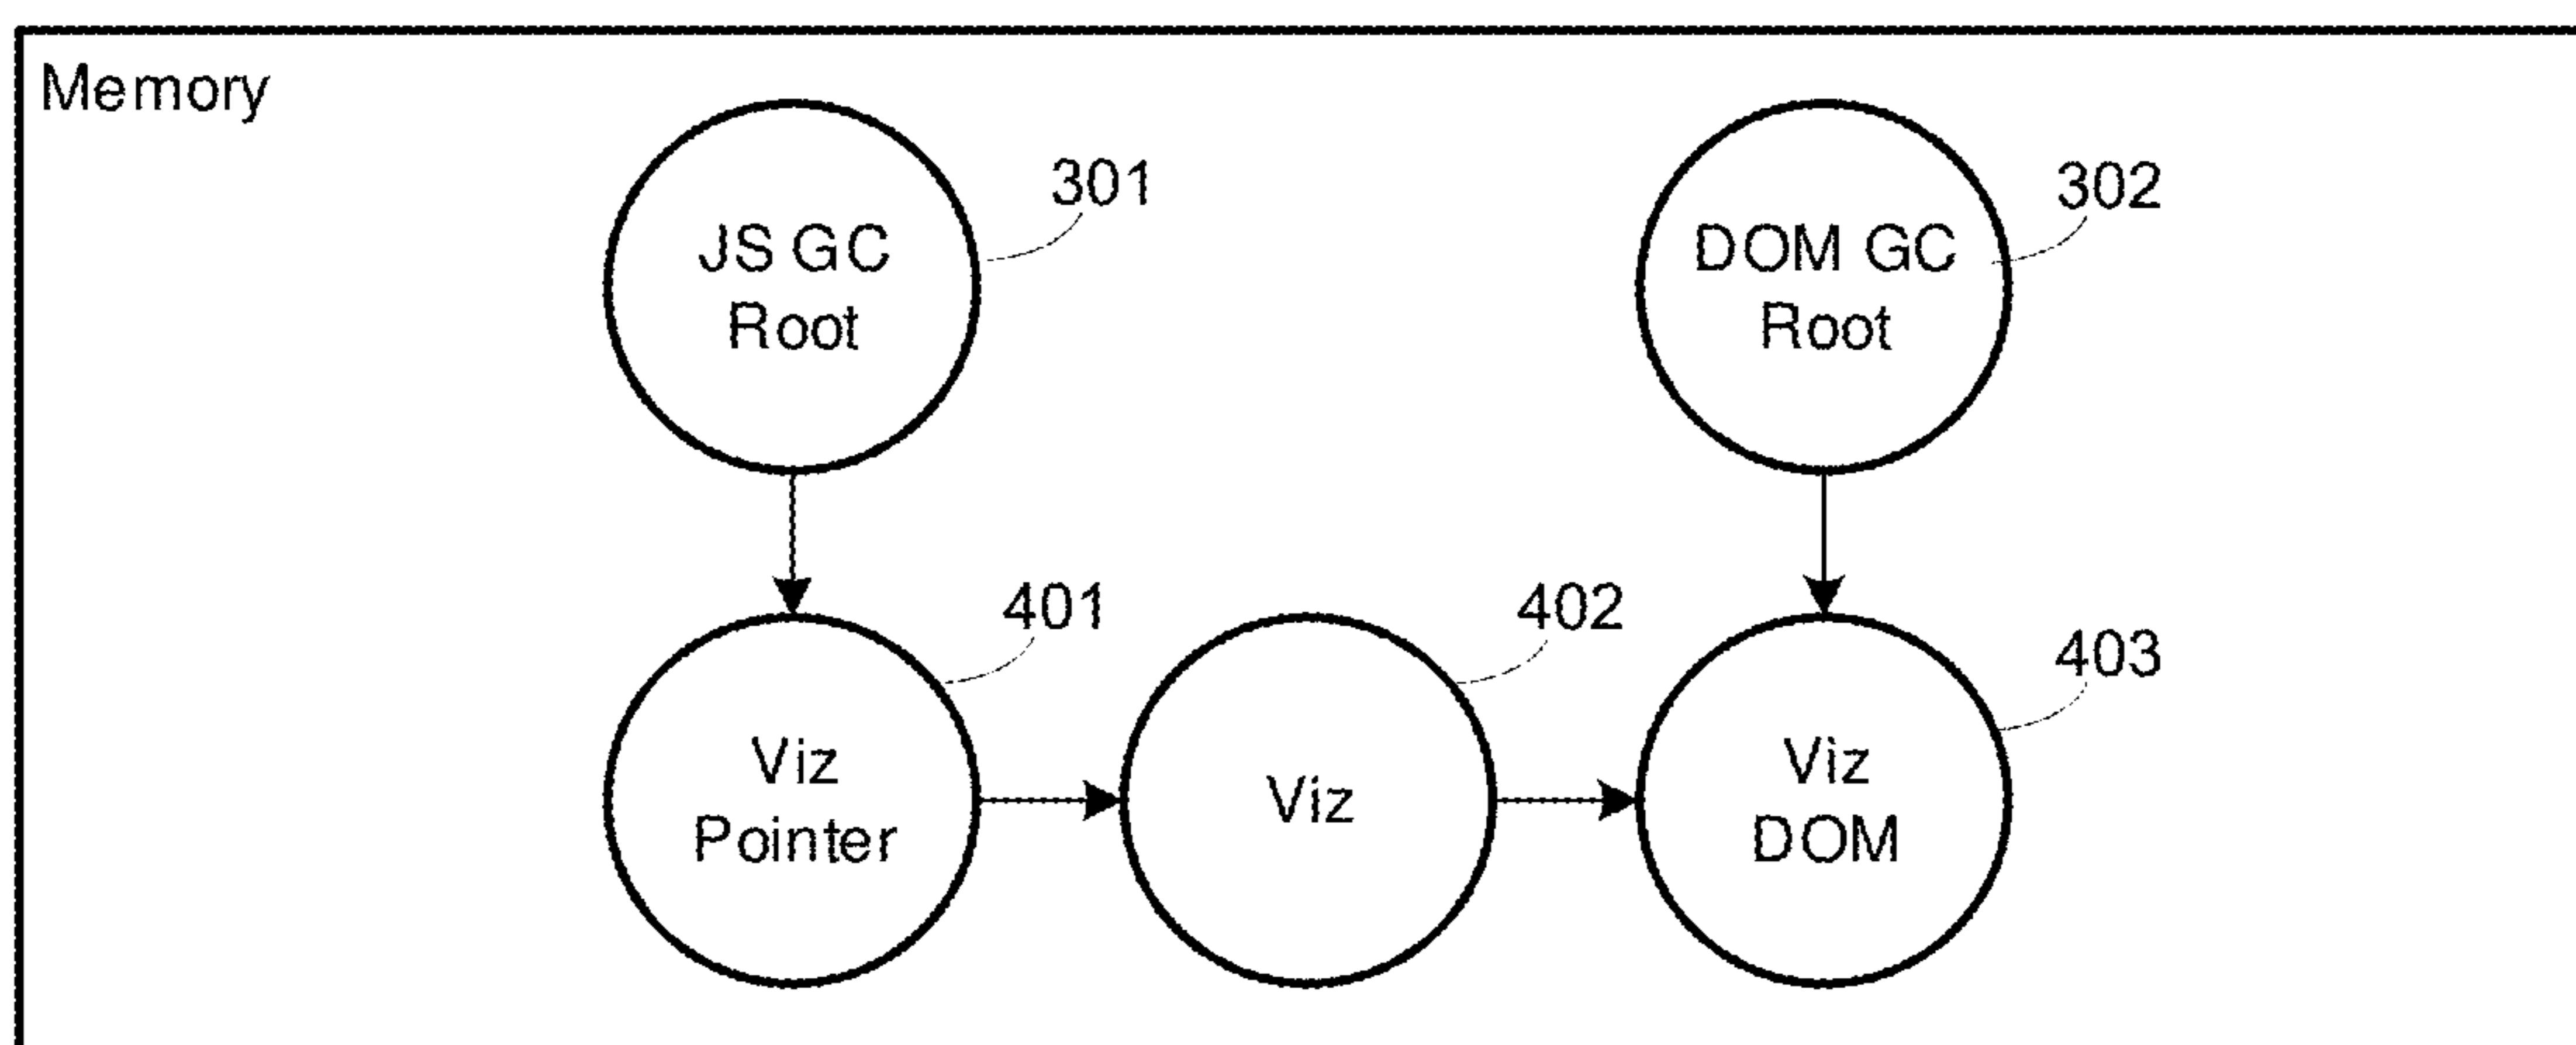 Memory
JS GC
Root
301
DOM GC
Root
302
Viz
Pointer
401
Viz
402
Viz
DOM
403